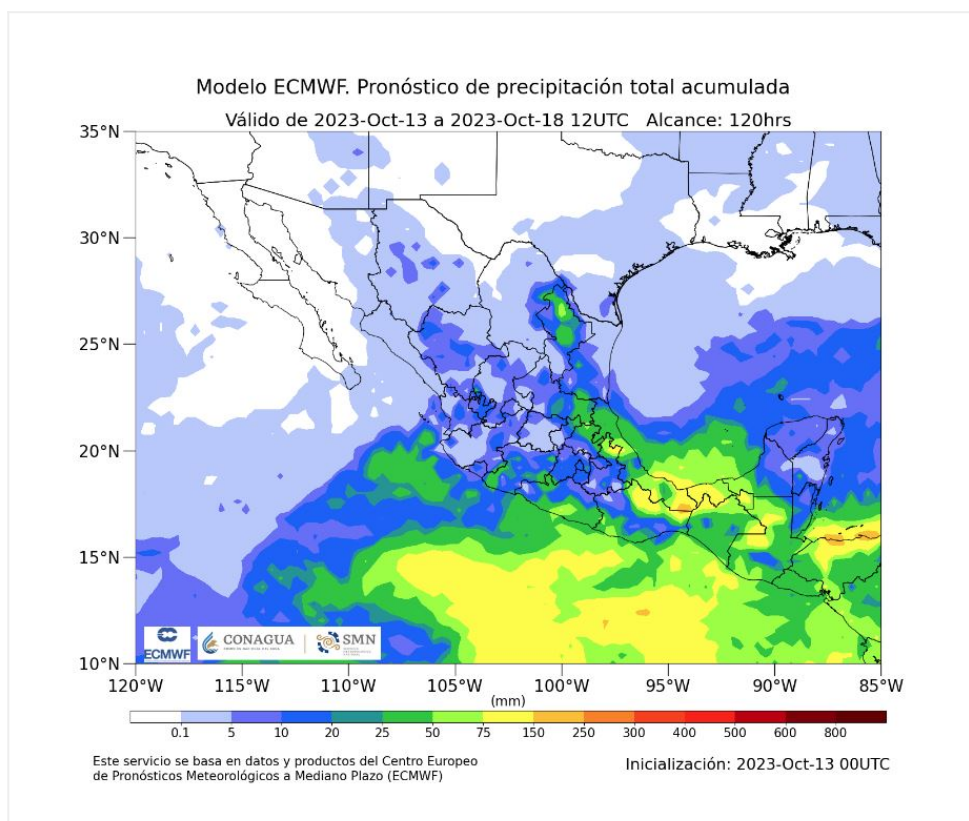 Modelo ECMWF. Pronóstico de precipitación total acumulada
Válido de 2023-Oct-13 a 2023-Oct-18 12UTC   Alcance: 120hrs
35°N
30°N
25°N
20°N
15°N
10°N
ECMWF
CONAGUA
SMN
120°W 115°W 110°W 105°W 100°W 95°W 90°W 85°W
(mm)
0.1 5 10 20 25 50 75 150 250 300 400 500 600 800
Este servicio se basa en datos y productos del Centro Europeo
de Pronósticos Meteorológicos a Mediano Plazo (ECMWF)
Inicialización: 2023-Oct-13 00UTC